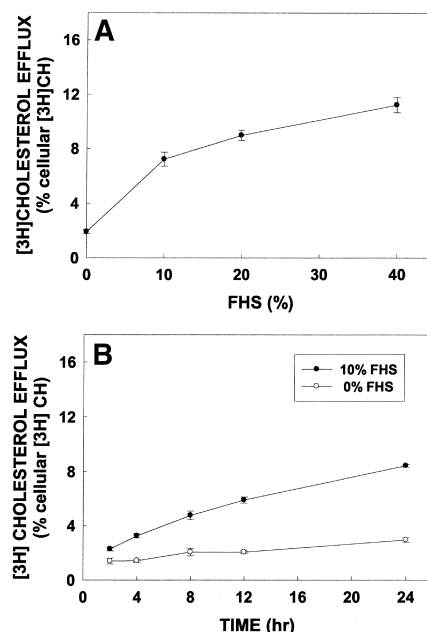 A
[3H]CHOLESTEROL EFFLUX
(% cellular [3H]CH)
16
12
8
4
0
0 10 20 30 40
FHS (%)
B
[3H] CHOLESTEROL EFFLUX
(% cellular [3H] CH)
16
12
8
4
0
10% FHS
0% FHS
0 4 8 12 16 20 24
TIME (hr)